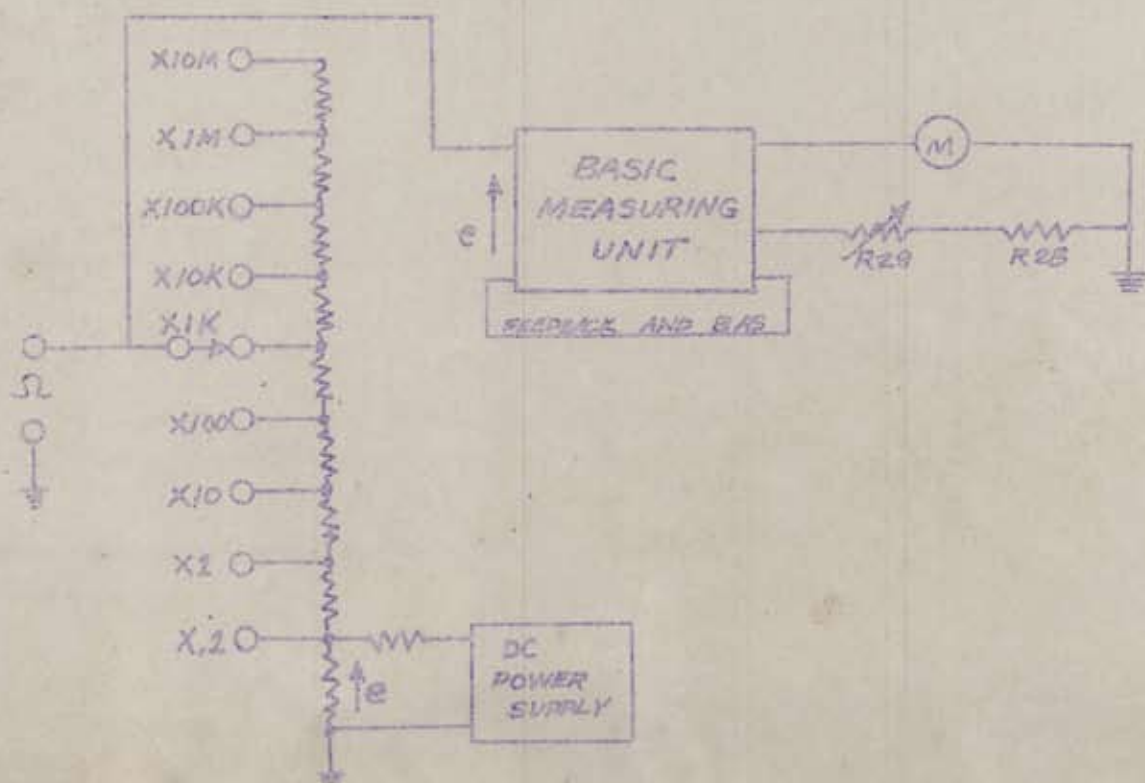 X10M
X1M
X100K
X10K
X1K
Ω
X100
X10
X1
X.1
e
DC
POWER
SUPPLY
e
BASIC
MEASURING
UNIT
FEEDBACK AND BIAS
M
R29
R28